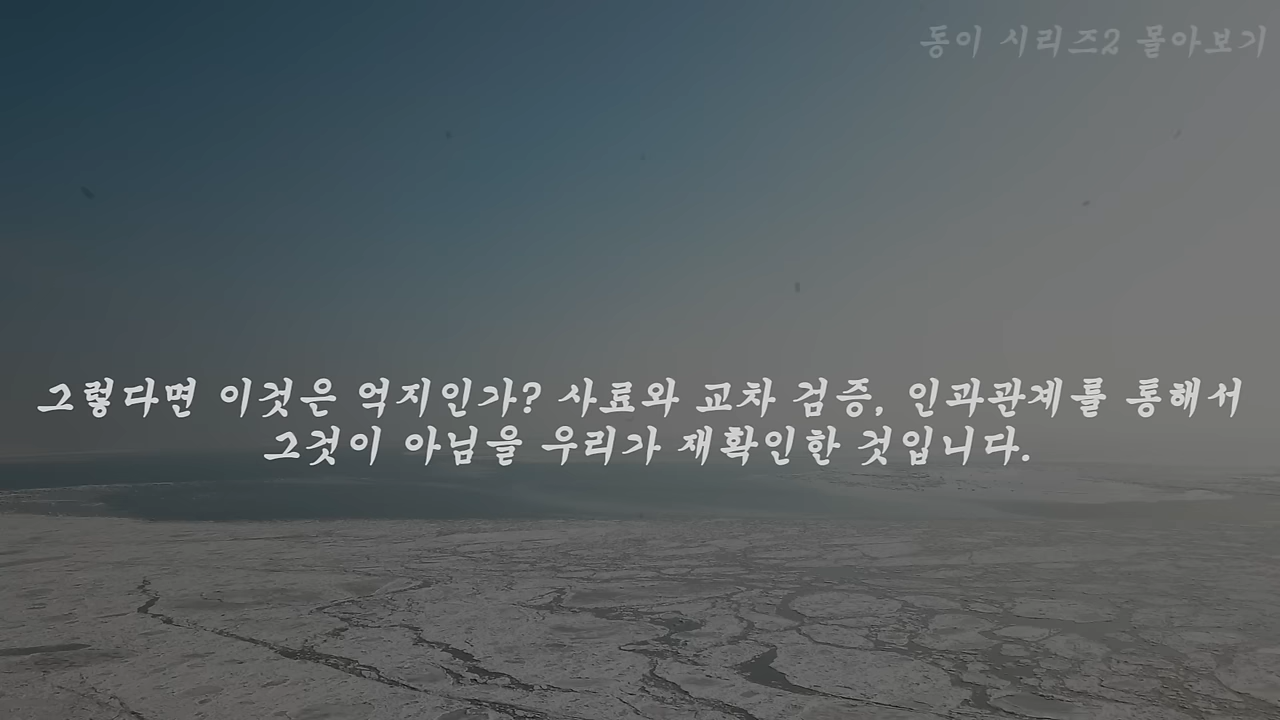 동이 시리즈2 몰아보기
그렇다면 이것은 억지인가? 사료와 교차 검증, 인과관계를 통해서
그것이 아님을 우리가 재확인한 것입니다.